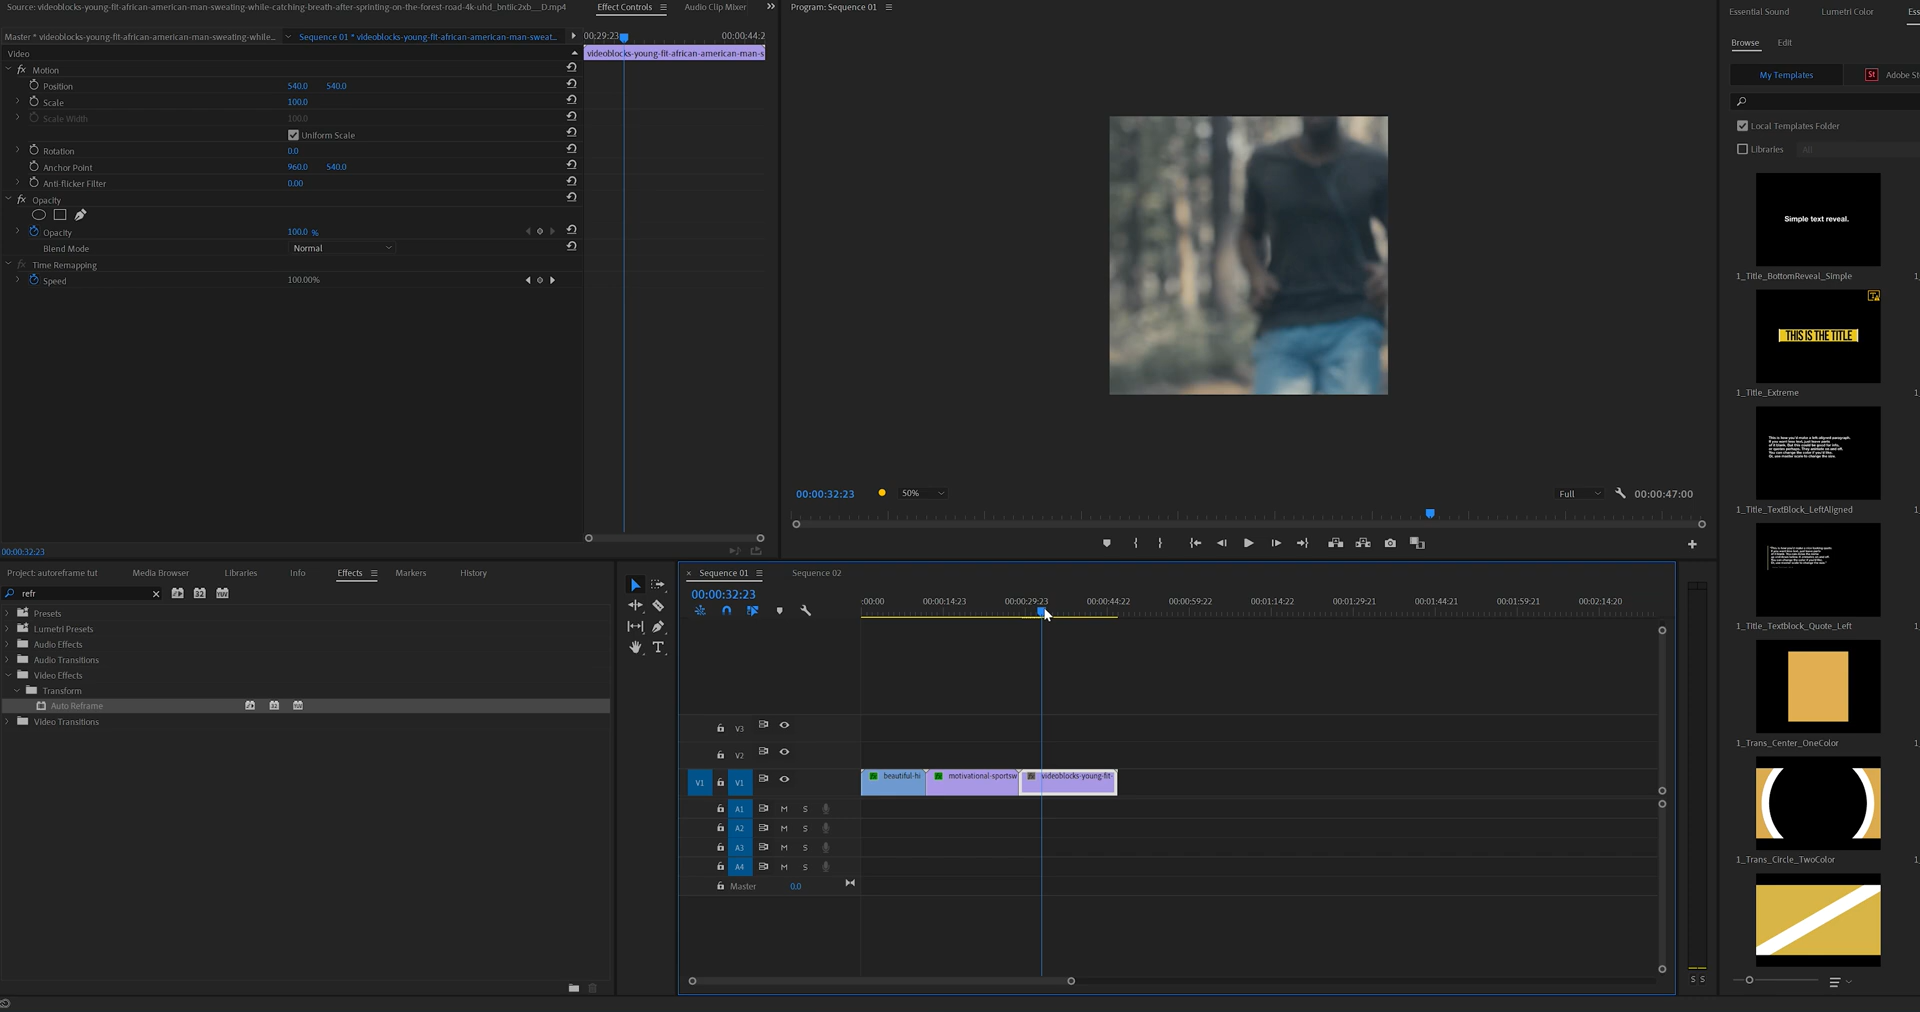 Source: videoblocks-young-fit-african-american-man-sweating-while-catching-breath-after-sprinting-on-the-forest-road-4k-uhd_bntiic2xb__D.mp4
Effect Controls
Audio Clip Mixer
Master * videoblocks-young-fit-african-american-man-sweating-while...
Sequence 01 * videoblocks-young-fit-african-american-man-sweat...
00:29:23
00:00:44:2
Video
videoblocks-young-fit-african-american-man-s
fx Motion
Position 540.0 540.0
Scale 100.0
Scale Width 100.0
Uniform Scale
Rotation 0.0
Anchor Point 960.0 540.0
Anti-flicker Filter 0.00
fx Opacity
Opacity 100.0 %
Blend Mode Normal
fx Time Remapping
Speed 100.00%
00:00:32:23
Program: Sequence 01
00:00:32:23
50%
Full
00:00:47:00
Essential Sound
Lumetri Color
Ess
Browse
Edit
My Templates
St Adobe St
Local Templates Folder
Libraries
All
Simple text reveal.
1_Title_BottomReveal_Simple
THIS IS THE TITLE
1_Title_Extreme
1_Title_TextBlock_LeftAligned
1_Title_Textblock_Quote_Left
1_Trans_Center_OneColor
1_Trans_Circle_TwoColor
Project: autoreframe tut
Media Browser
Libraries
Info
Effects
Markers
History
refr
Presets
Lumetri Presets
Audio Effects
Audio Transitions
Video Effects
Transform
Auto Reframe
Video Transitions
Sequence 01
Sequence 02
00:00:32:23
:00:00
00:00:14:23
00:00:29:23
00:00:44:22
00:00:59:22
00:01:14:22
00:01:29:21
00:01:44:21
00:01:59:21
00:02:14:20
V3
V2
V1 V1
beautiful-hi
motivational-sportsw
videoblocks-young-fit-
A1 M S
A2 M S
A3 M S
A4 M S
Master 0.0
S S